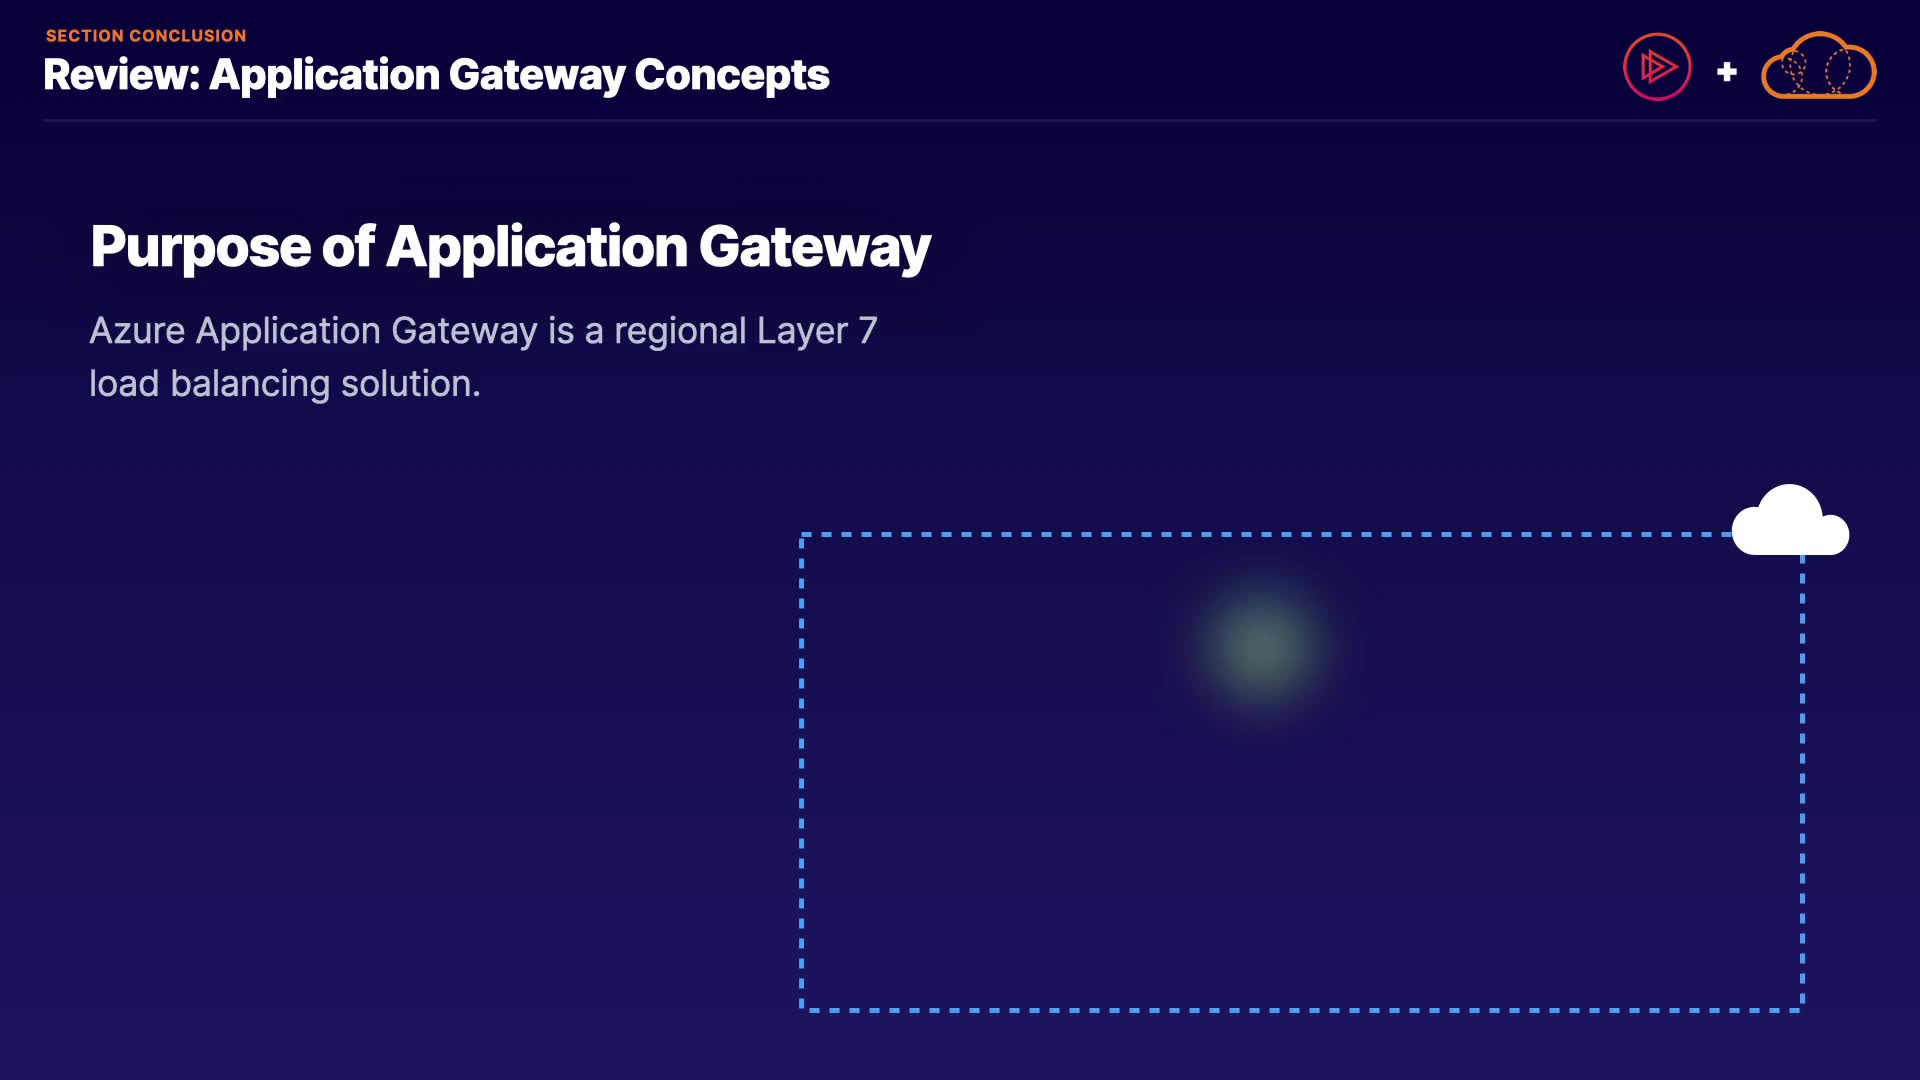 SECTION CONCLUSION
Review: Application Gateway Concepts
Purpose of Application Gateway
Azure Application Gateway is a regional Layer 7
load balancing solution.